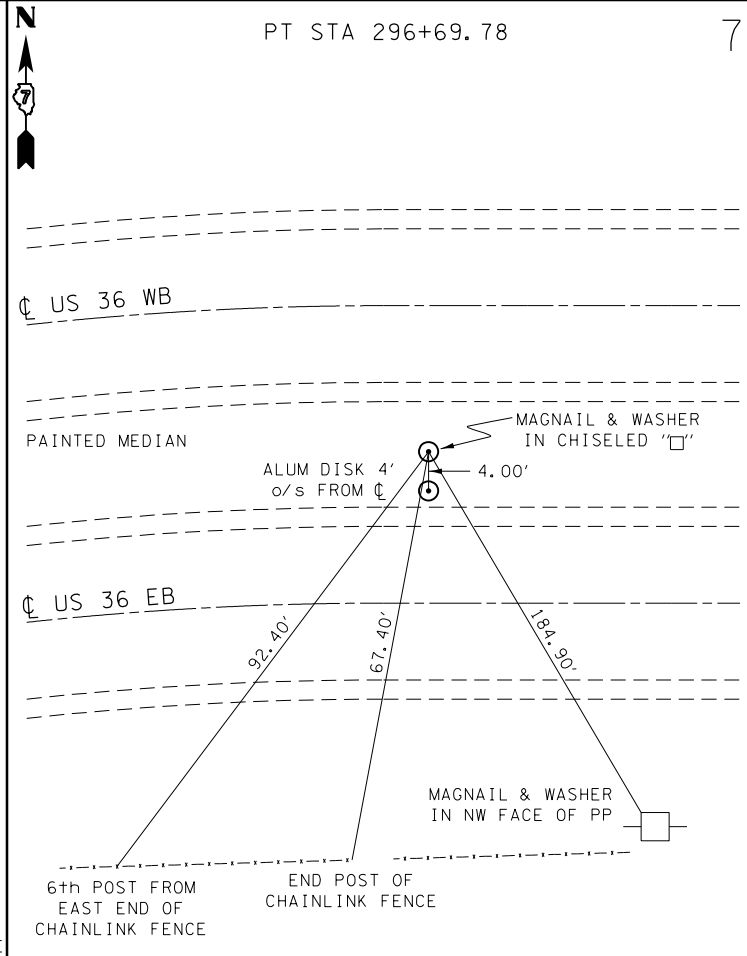 N
PT STA 296+69.78
7
7
℄ US 36 WB
PAINTED MEDIAN
MAGNAIL & WASHER
IN CHISELED "□"
ALUM DISK 4'
o/s FROM ℄
4.00'
℄ US 36 EB
92.40'
67.40'
184.90'
MAGNAIL & WASHER
IN NW FACE OF PP
6th POST FROM
EAST END OF
CHAINLINK FENCE
END POST OF
CHAINLINK FENCE